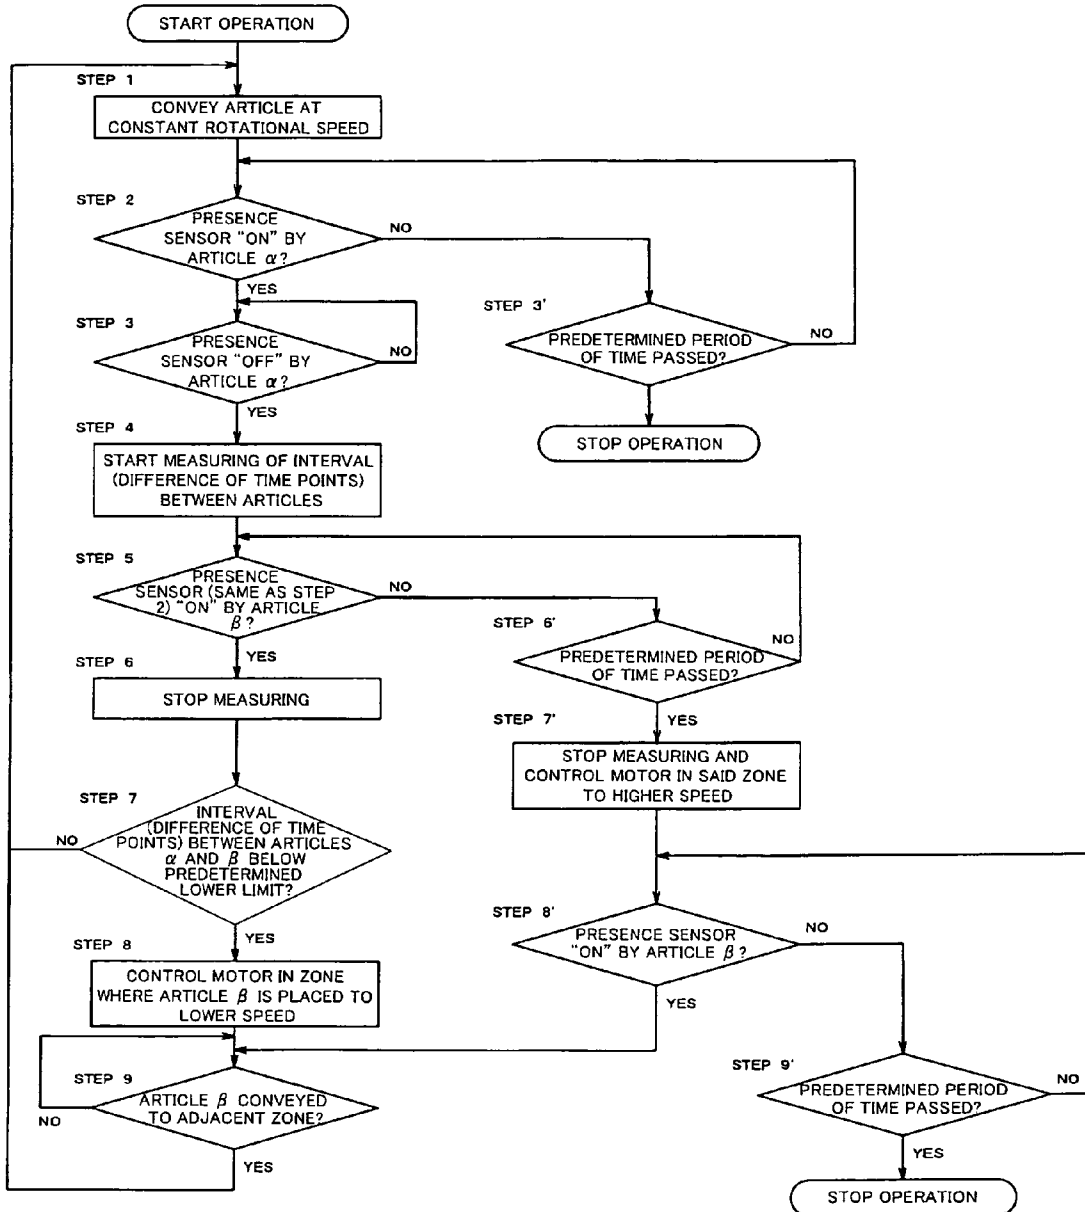 START OPERATION
STEP 1
CONVEY ARTICLE AT
CONSTANT ROTATIONAL SPEED
STEP 2
PRESENCE
SENSOR "ON" BY
ARTICLE α?
NO
YES
STEP 3
PRESENCE
SENSOR "OFF" BY
ARTICLE α?
NO
YES
STEP 3'
PREDETERMINED PERIOD
OF TIME PASSED?
NO
STOP OPERATION
STEP 4
START MEASURING OF INTERVAL
(DIFFERENCE OF TIME POINTS)
BETWEEN ARTICLES
STEP 5
PRESENCE
SENSOR (SAME AS STEP
2) "ON" BY ARTICLE
β?
NO
YES
STEP 6
STOP MEASURING
STEP 6'
PREDETERMINED PERIOD
OF TIME PASSED?
NO
YES
STEP 7'
STOP MEASURING AND
CONTROL MOTOR IN SAID ZONE
TO HIGHER SPEED
STEP 7
INTERVAL
(DIFFERENCE OF TIME
POINTS) BETWEEN ARTICLES
α AND β BELOW
PREDETERMINED
LOWER LIMIT?
NO
YES
STEP 8
CONTROL MOTOR IN ZONE
WHERE ARTICLE β IS PLACED TO
LOWER SPEED
STEP 8'
PRESENCE SENSOR
"ON" BY ARTICLE β?
NO
YES
STEP 9
ARTICLE β CONVEYED
TO ADJACENT ZONE?
NO
YES
STEP 9'
PREDETERMINED PERIOD
OF TIME PASSED?
NO
YES
STOP OPERATION